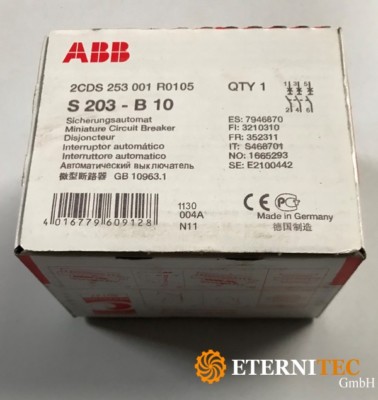 ABB
2CDS 253 001 R0105 QTY 1
S 203 - B 10
Sicherungsautomat ES: 7946870
Miniature Circuit Breaker FI: 3210310
Disjoncteur FR: 352311
Interruptor automático IT: S468701
Interruttore automatico NO: 1665293
Автоматический выключатель SE: E2100442
微型断路器 GB 10963.1
1130
004A
N11
4 016779 609128
CE
Made in Germany
德国制造
ETERNITEC
GmbH